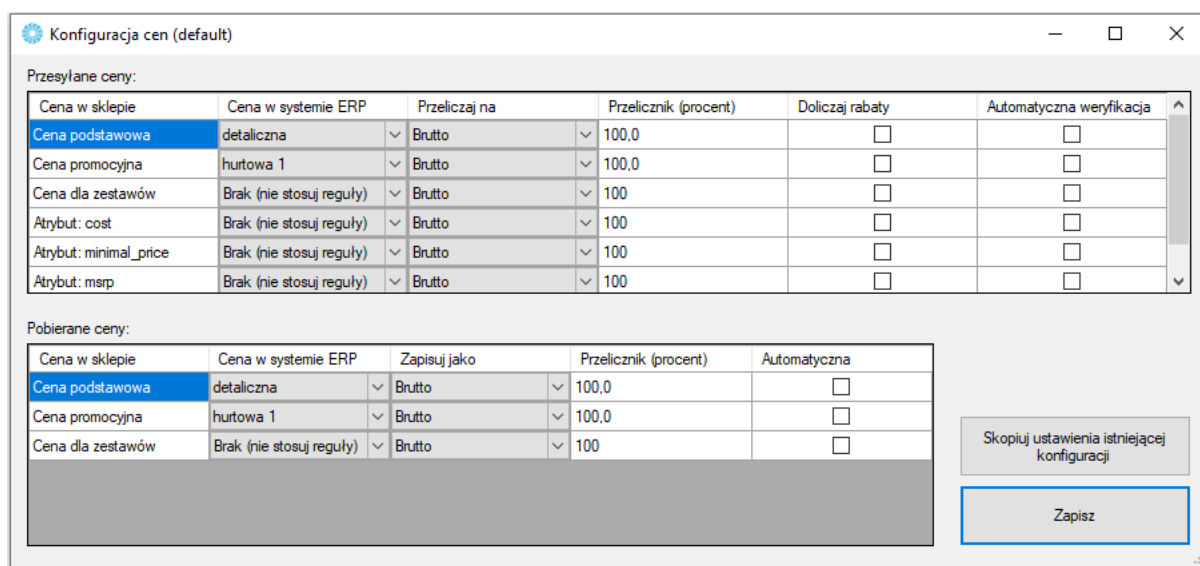 Konfiguracja cen (default)
Przesyłane ceny:
Cena w sklepie Cena w systemie ERP Przeliczaj na Przelicznik (procent) Doliczaj rabaty Automatyczna weryfikacja
Cena podstawowa detaliczna Brutto 100,0
Cena promocyjna hurtowa 1 Brutto 100,0
Cena dla zestawów Brak (nie stosuj reguły) Brutto 100
Atrybut: cost Brak (nie stosuj reguły) Brutto 100
Atrybut: minimal_price Brak (nie stosuj reguły) Brutto 100
Atrybut: msrp Brak (nie stosuj reguły) Brutto 100
Pobierane ceny:
Cena w sklepie Cena w systemie ERP Zapisuj jako Przelicznik (procent) Automatyczna
Cena podstawowa detaliczna Brutto 100,0
Cena promocyjna hurtowa 1 Brutto 100,0
Cena dla zestawów Brak (nie stosuj reguły) Brutto 100
Skopiuj ustawienia istniejącej
konfiguracji
Zapisz